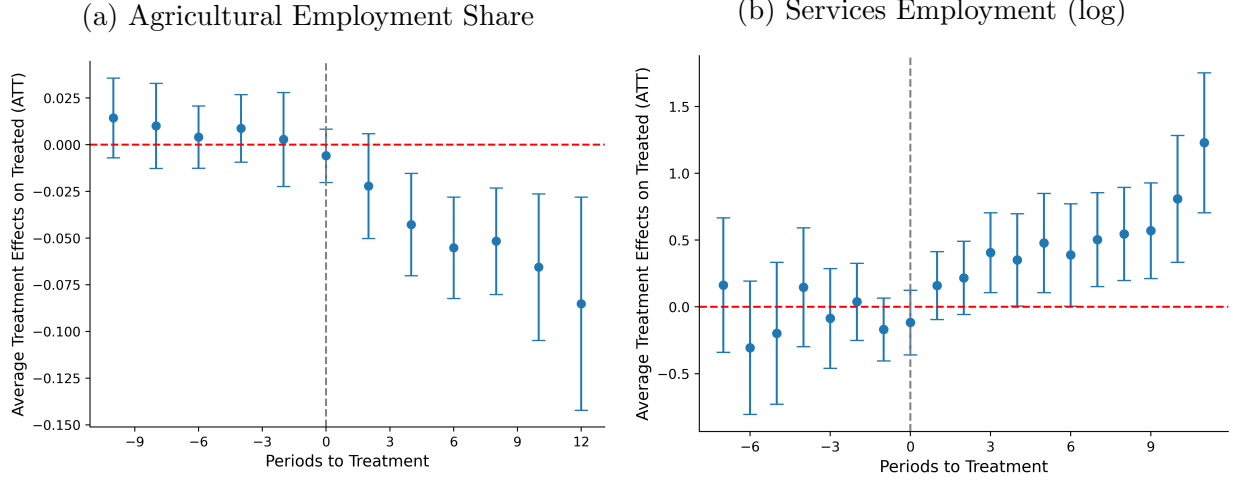 (a) Agricultural Employment Share
Average Treatment Effects on Treated (ATT)
0.025
0.000
−0.025
−0.050
−0.075
−0.100
−0.125
−0.150
−9 −6 −3 0 3 6 9 12
Periods to Treatment
(b) Services Employment (log)
Average Treatment Effects on Treated (ATT)
1.5
1.0
0.5
0.0
−0.5
−6 −3 0 3 6 9
Periods to Treatment